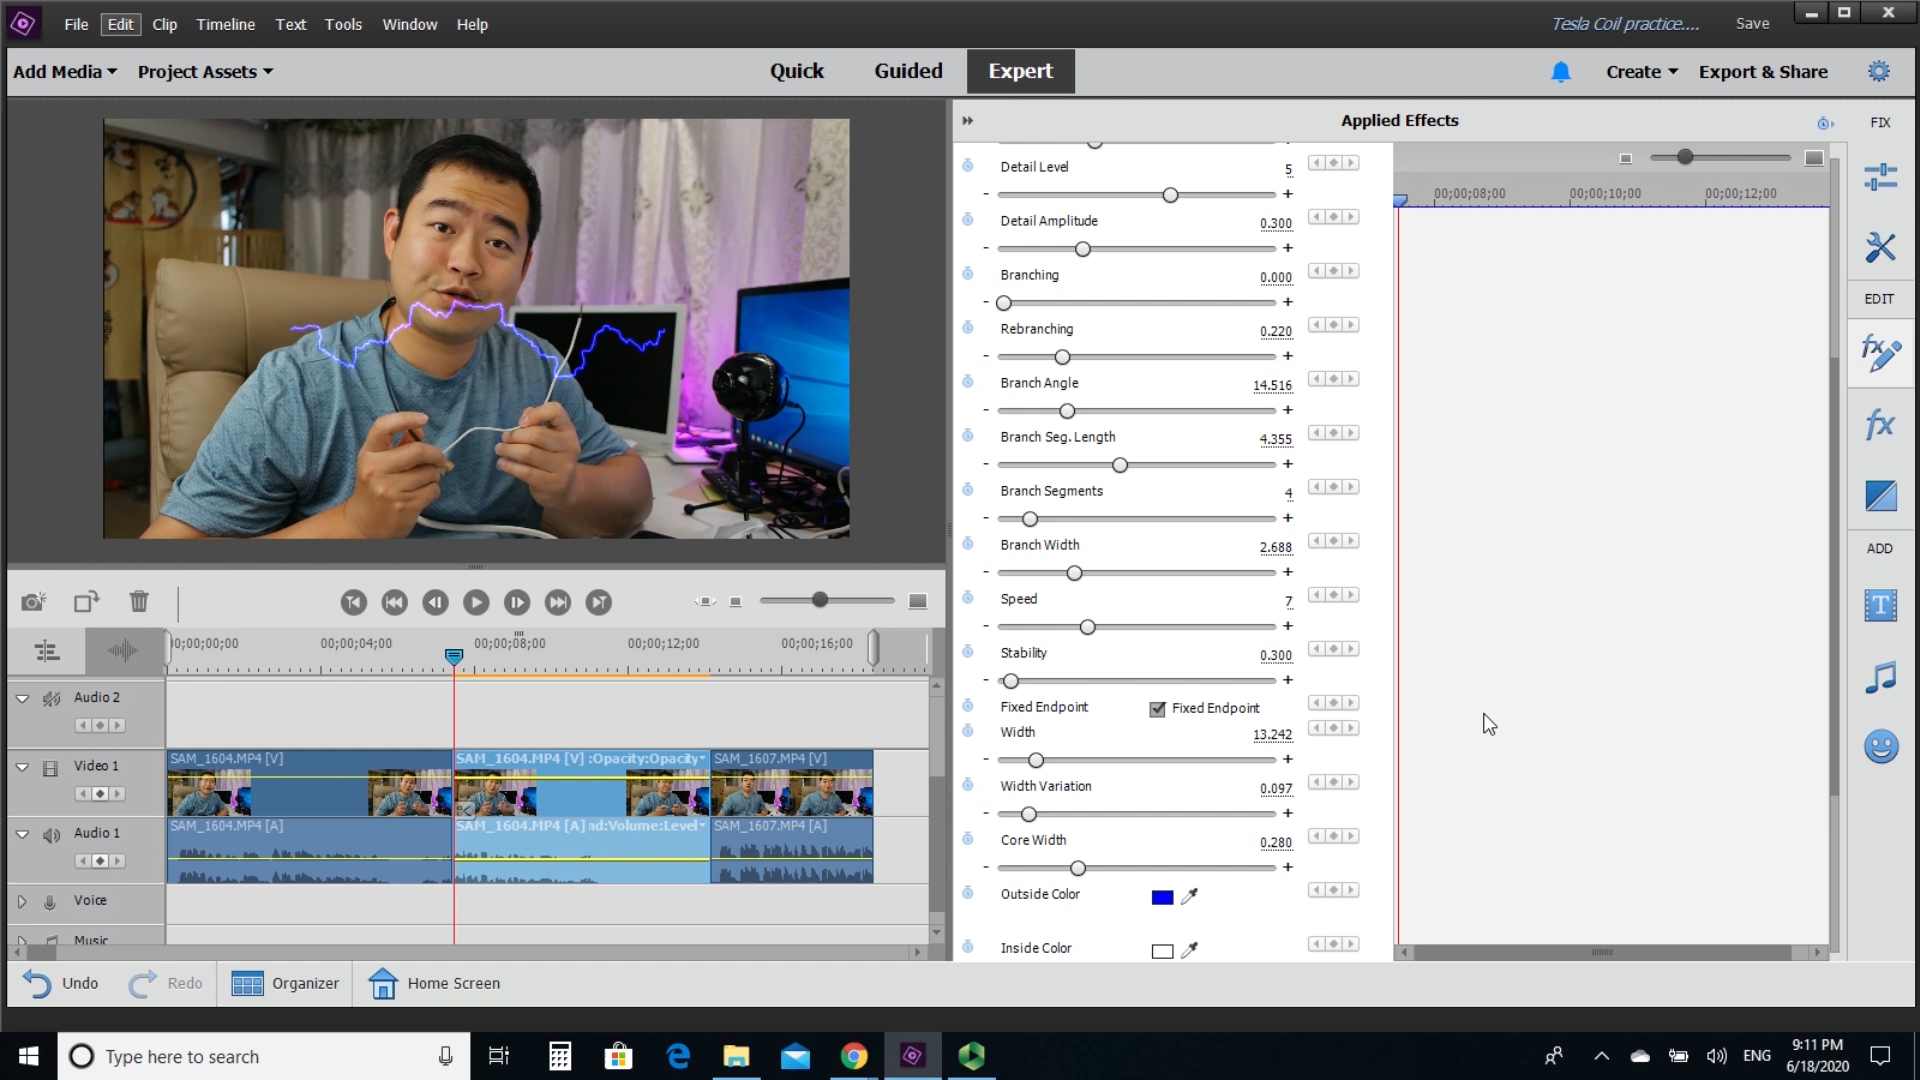 File Edit Clip Timeline Text Tools Window Help
Tesla Coil practice.... Save
Add Media Project Assets
Quick Guided Expert
Create Export & Share
Applied Effects
FIX
Detail Level 5
00;00;08;00 00;00;10;00 00;00;12;00
Detail Amplitude 0.300
Branching 0.000
EDIT
Rebranching 0.220
Branch Angle 14.516
Branch Seg. Length 4.355
Branch Segments 4
Branch Width 2.688
ADD
Speed 7
Stability 0.300
Fixed Endpoint Fixed Endpoint
Width 13.242
Width Variation 0.097
Core Width 0.280
Outside Color
Inside Color
00;00;00;00 00;00;04;00 00;00;08;00 00;00;12;00 00;00;16;00
Audio 2
Video 1
SAM_1604.MP4 [V] SAM_1604.MP4 [V] :Opacity:Opacity SAM_1607.MP4 [V]
Audio 1
SAM_1604.MP4 [A] SAM_1604.MP4 [A] nd:Volume:Level SAM_1607.MP4 [A]
Voice
Music
Undo Redo Organizer Home Screen
Type here to search
ENG
9:11 PM
6/18/2020